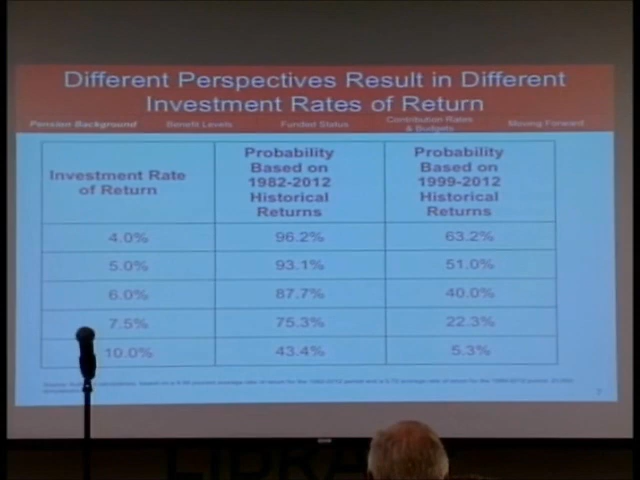 Different Perspectives Result in Different
Investment Rates of Return
Pension Background Benefit Levels Funded Status Contribution Rates & Budgets Moving Forward
Investment Rate
of Return
Probability
Based on
1982-2012
Historical
Returns
Probability
Based on
1999-2012
Historical
Returns
4.0% 96.2% 63.2%
5.0% 93.1% 51.0%
6.0% 87.7% 40.0%
7.5% 75.3% 22.3%
10.0% 43.4% 5.3%